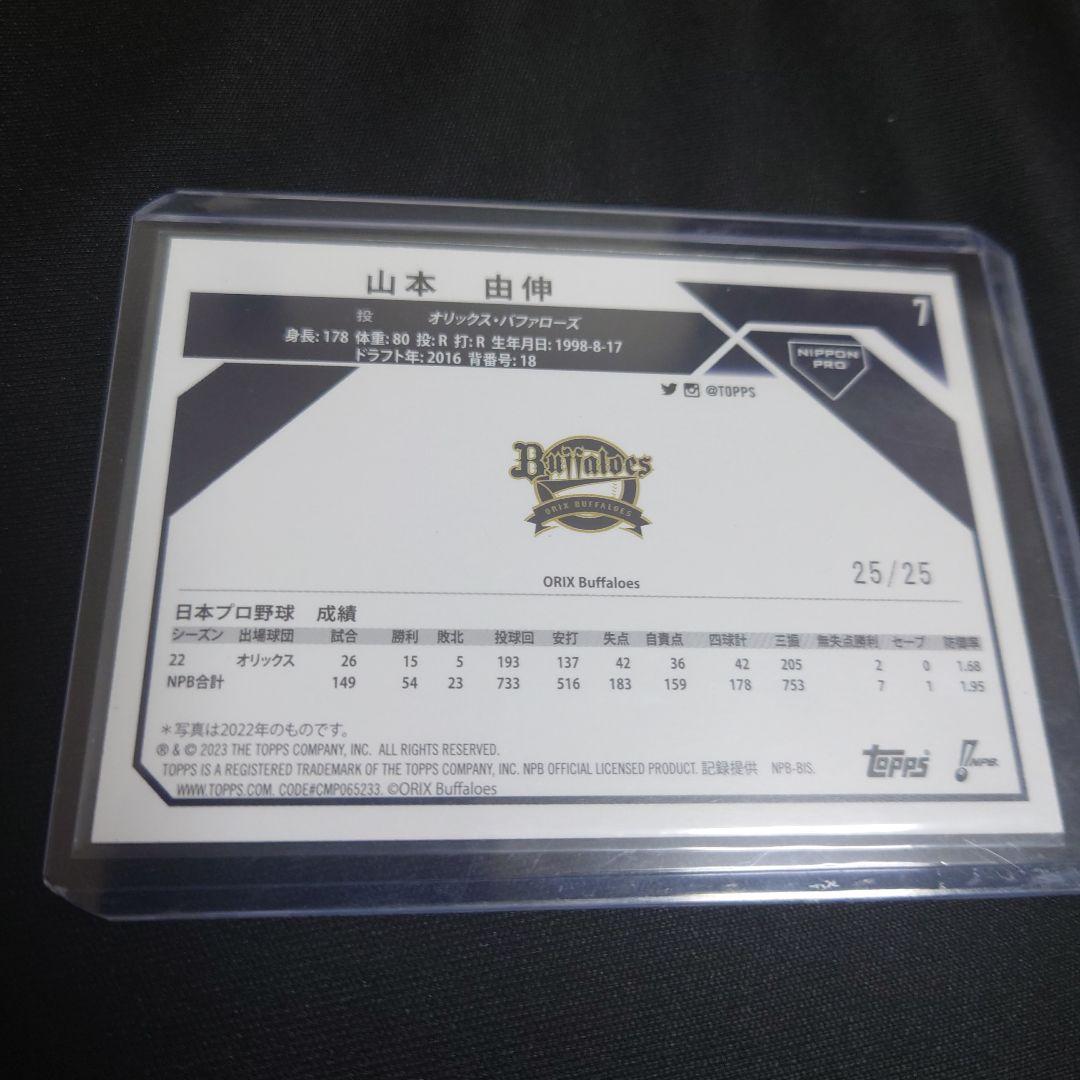 山本 由伸
7
投 オリックス・バファローズ
身長: 178 体重: 80 投: R 打: R 生年月日: 1998-8-17
ドラフト年: 2016 背番号: 18
NIPPON
PRO
@TOPPS
Buffaloes
ORIX BUFFALOES
ORIX Buffaloes
25/25
日本プロ野球 成績
シーズン 出場球団 試合 勝利 敗北 投球回 安打 失点 自責点 四球計 三振 無失点勝利 セーブ 防御率
22 オリックス 26 15 5 193 137 42 36 42 205 2 0 1.68
NPB合計 149 54 23 733 516 183 159 178 753 7 1 1.95
＊写真は2022年のものです。
® & © 2023 THE TOPPS COMPANY, INC. ALL RIGHTS RESERVED.
TOPPS IS A REGISTERED TRADEMARK OF THE TOPPS COMPANY, INC. NPB OFFICIAL LICENSED PRODUCT. 記録提供 NPB-BIS.
WWW.TOPPS.COM. CODE#CMP065233. ©ORIX Buffaloes
topps
NPB